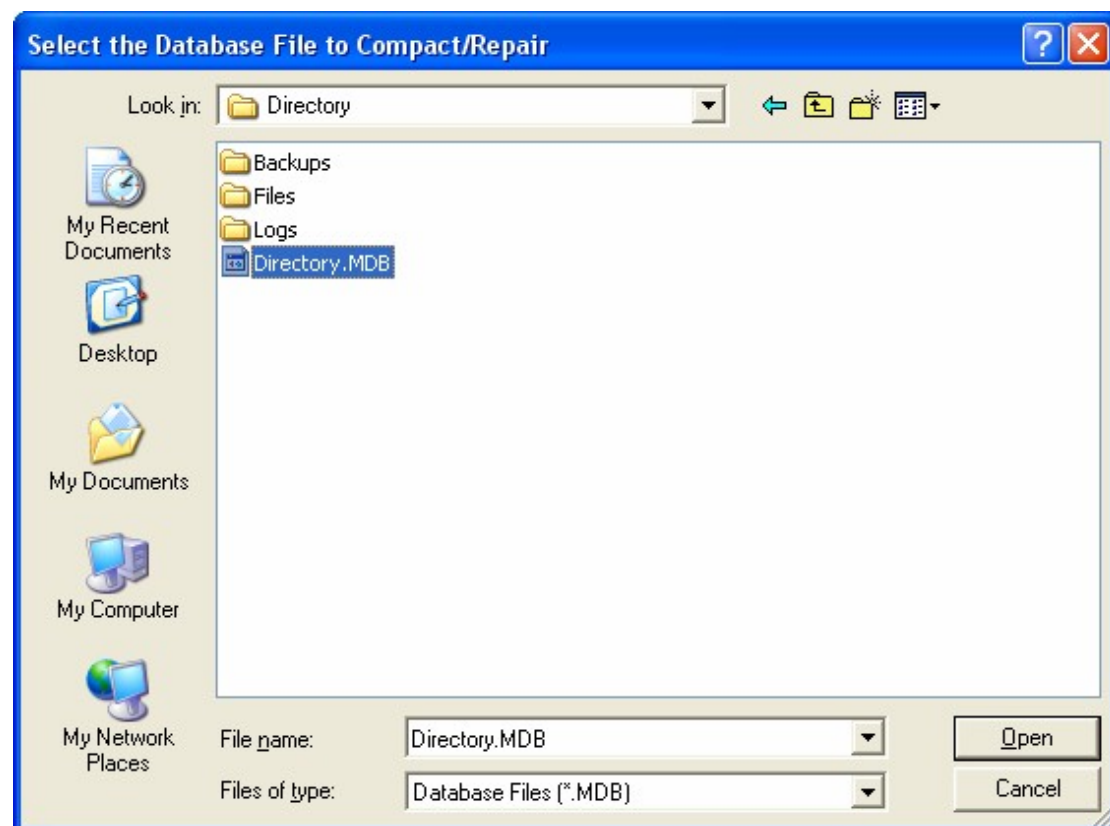 Select the Database File to Compact/Repair
Look in:
Directory
Backups
Files
Logs
Directory.MDB
My Recent
Documents
Desktop
My Documents
My Computer
My Network
Places
File name:
Directory.MDB
Open
Files of type:
Database Files (*.MDB)
Cancel